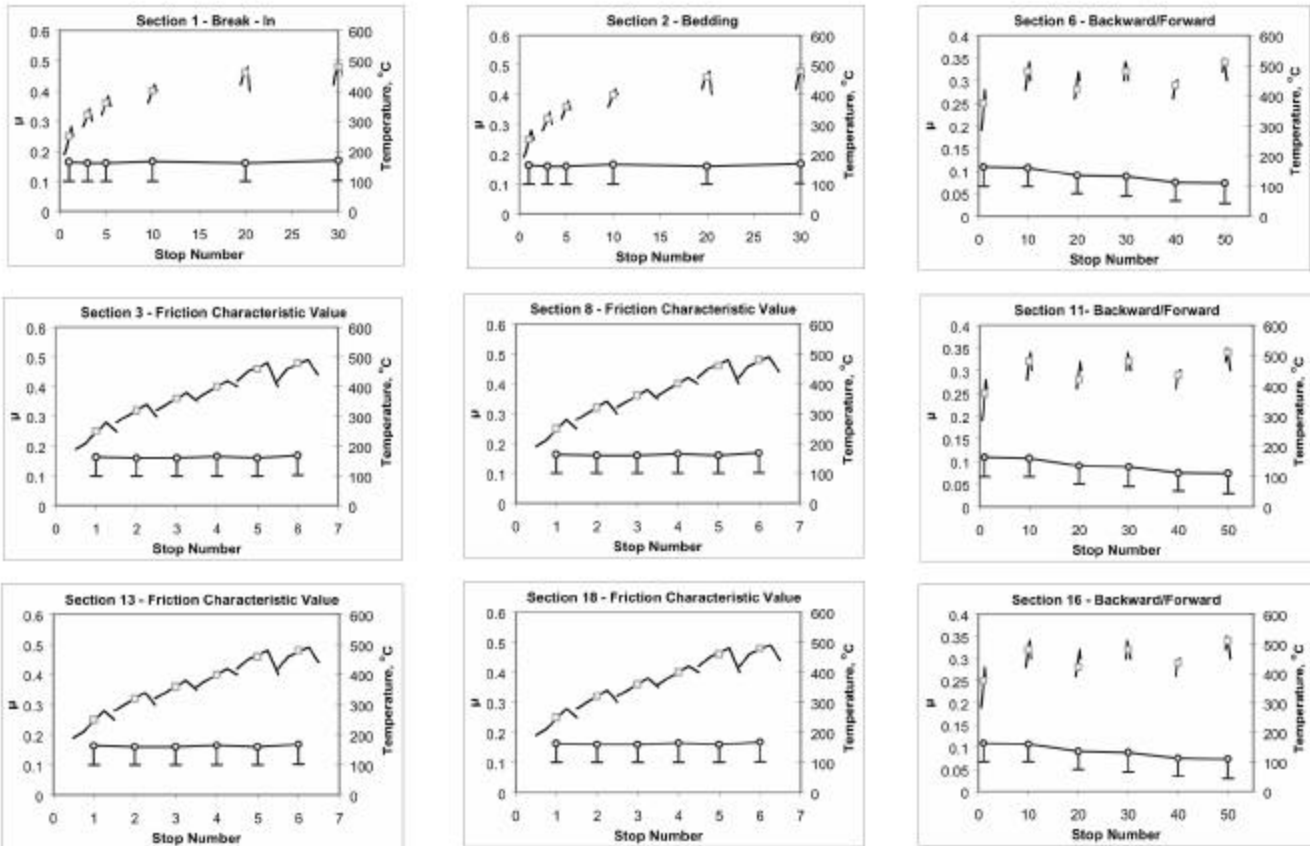 Section 1 - Break - In
0.6
0.5
0.4
0.3
0.2
0.1
0
µ
600
500
400
300
200
100
0
Temperature, °C
0 5 10 15 20 25 30
Stop Number
Section 2 - Bedding
0.6
0.5
0.4
0.3
0.2
0.1
0
µ
600
500
400
300
200
100
0
Temperature, °C
0 5 10 15 20 25 30
Stop Number
Section 6 - Backward/Forward
0.4
0.35
0.3
0.25
0.2
0.15
0.1
0.05
0
µ
600
500
400
300
200
100
0
Temperature, °C
0 10 20 30 40 50
Stop Number
Section 3 - Friction Characteristic Value
0.6
0.5
0.4
0.3
0.2
0.1
0
µ
600
500
400
300
200
100
0
Temperature, °C
0 1 2 3 4 5 6 7
Stop Number
Section 8 - Friction Characteristic Value
0.6
0.5
0.4
0.3
0.2
0.1
0
µ
600
500
400
300
200
100
0
Temperature, °C
0 1 2 3 4 5 6 7
Stop Number
Section 11- Backward/Forward
0.4
0.35
0.3
0.25
0.2
0.15
0.1
0.05
0
µ
600
500
400
300
200
100
0
Temperature, °C
0 10 20 30 40 50
Stop Number
Section 13 - Friction Characteristic Value
0.6
0.5
0.4
0.3
0.2
0.1
0
µ
600
500
400
300
200
100
0
Temperature, °C
0 1 2 3 4 5 6 7
Stop Number
Section 18 - Friction Characteristic Value
0.6
0.5
0.4
0.3
0.2
0.1
0
µ
600
500
400
300
200
100
0
Temperature, °C
0 1 2 3 4 5 6 7
Stop Number
Section 16 - Backward/Forward
0.4
0.35
0.3
0.25
0.2
0.15
0.1
0.05
0
µ
600
500
400
300
200
100
0
Temperature, °C
0 10 20 30 40 50
Stop Number